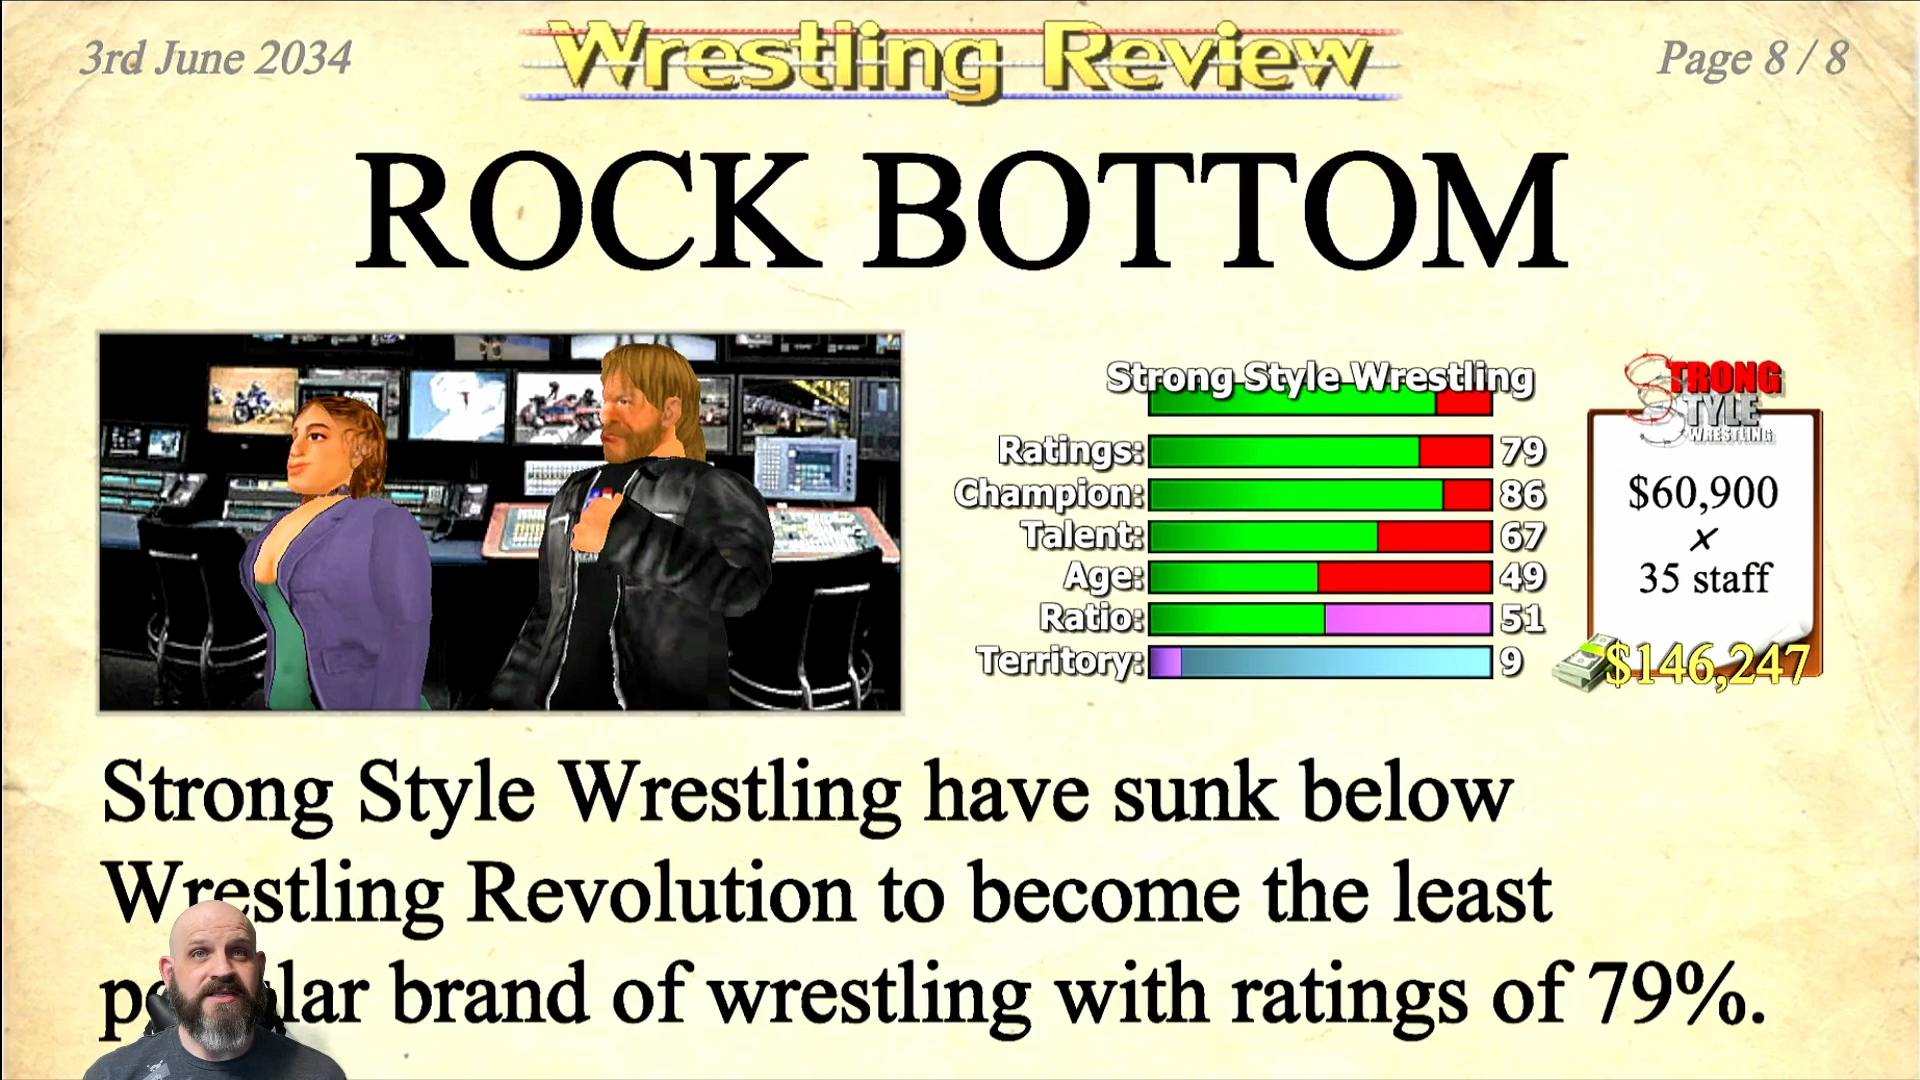 3rd June 2034
Wrestling Review
Page 8 / 8
ROCK BOTTOM
Strong Style Wrestling
Ratings: 79
Champion: 86
Talent: 67
Age: 49
Ratio: 51
Territory: 9
STRONG
STYLE
WRESTLING
$60,900
×
35 staff
$146,247
Strong Style Wrestling have sunk below
Wrestling Revolution to become the least
popular brand of wrestling with ratings of 79%.